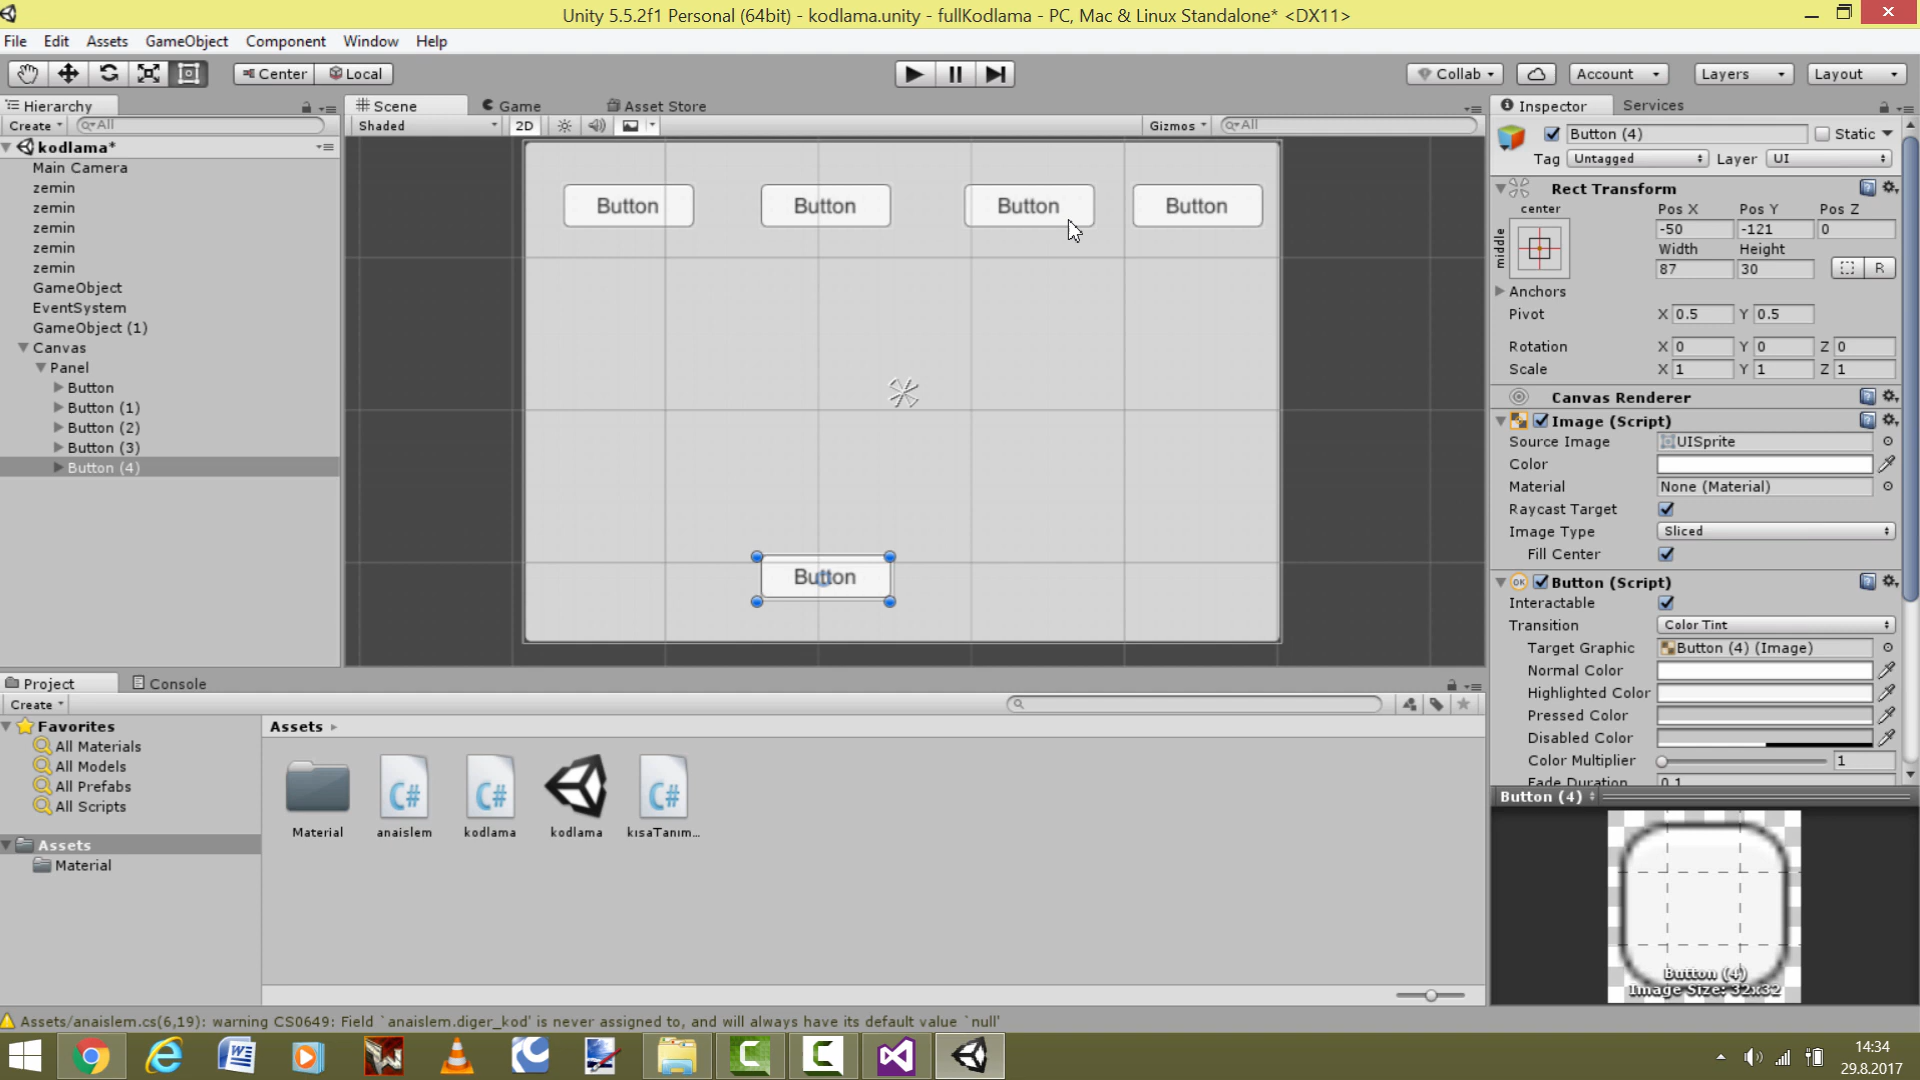 Unity 5.5.2f1 Personal (64bit) - kodlama.unity - fullKodlama - PC, Mac & Linux Standalone* <DX11>
File Edit Assets GameObject Component Window Help
Center Local Collab Account Layers Layout
Hierarchy Scene Game Asset Store Inspector Services
Create All Shaded 2D Gizmos All
kodlama*
Main Camera
zemin
zemin
zemin
zemin
zemin
GameObject
EventSystem
GameObject (1)
Canvas
Panel
Button
Button (1)
Button (2)
Button (3)
Button (4)
Button Button Button Button
Button
Button (4) Static
Tag Untagged Layer UI
Rect Transform
center
middle
Pos X Pos Y Pos Z
-50 -121 0
Width Height
87 30 R
Anchors
Pivot X 0.5 Y 0.5
Rotation X 0 Y 0 Z 0
Scale X 1 Y 1 Z 1
Canvas Renderer
Image (Script)
Source Image UISprite
Color
Material None (Material)
Raycast Target
Image Type Sliced
Fill Center
OK Button (Script)
Interactable
Transition Color Tint
Target Graphic Button (4) (Image)
Normal Color
Highlighted Color
Pressed Color
Disabled Color
Color Multiplier 1
Fade Duration 0.1
Button (4)
Button (4)
Image Size: 32x32
Project Console
Create
Favorites
All Materials
All Models
All Prefabs
All Scripts
Assets
Material
Assets
C# C# C#
Material anaislem kodlama kodlama kısaTanım...
Assets/anaislem.cs(6,19): warning CS0649: Field `anaislem.diger_kod' is never assigned to, and will always have its default value `null'
14:34
29.8.2017